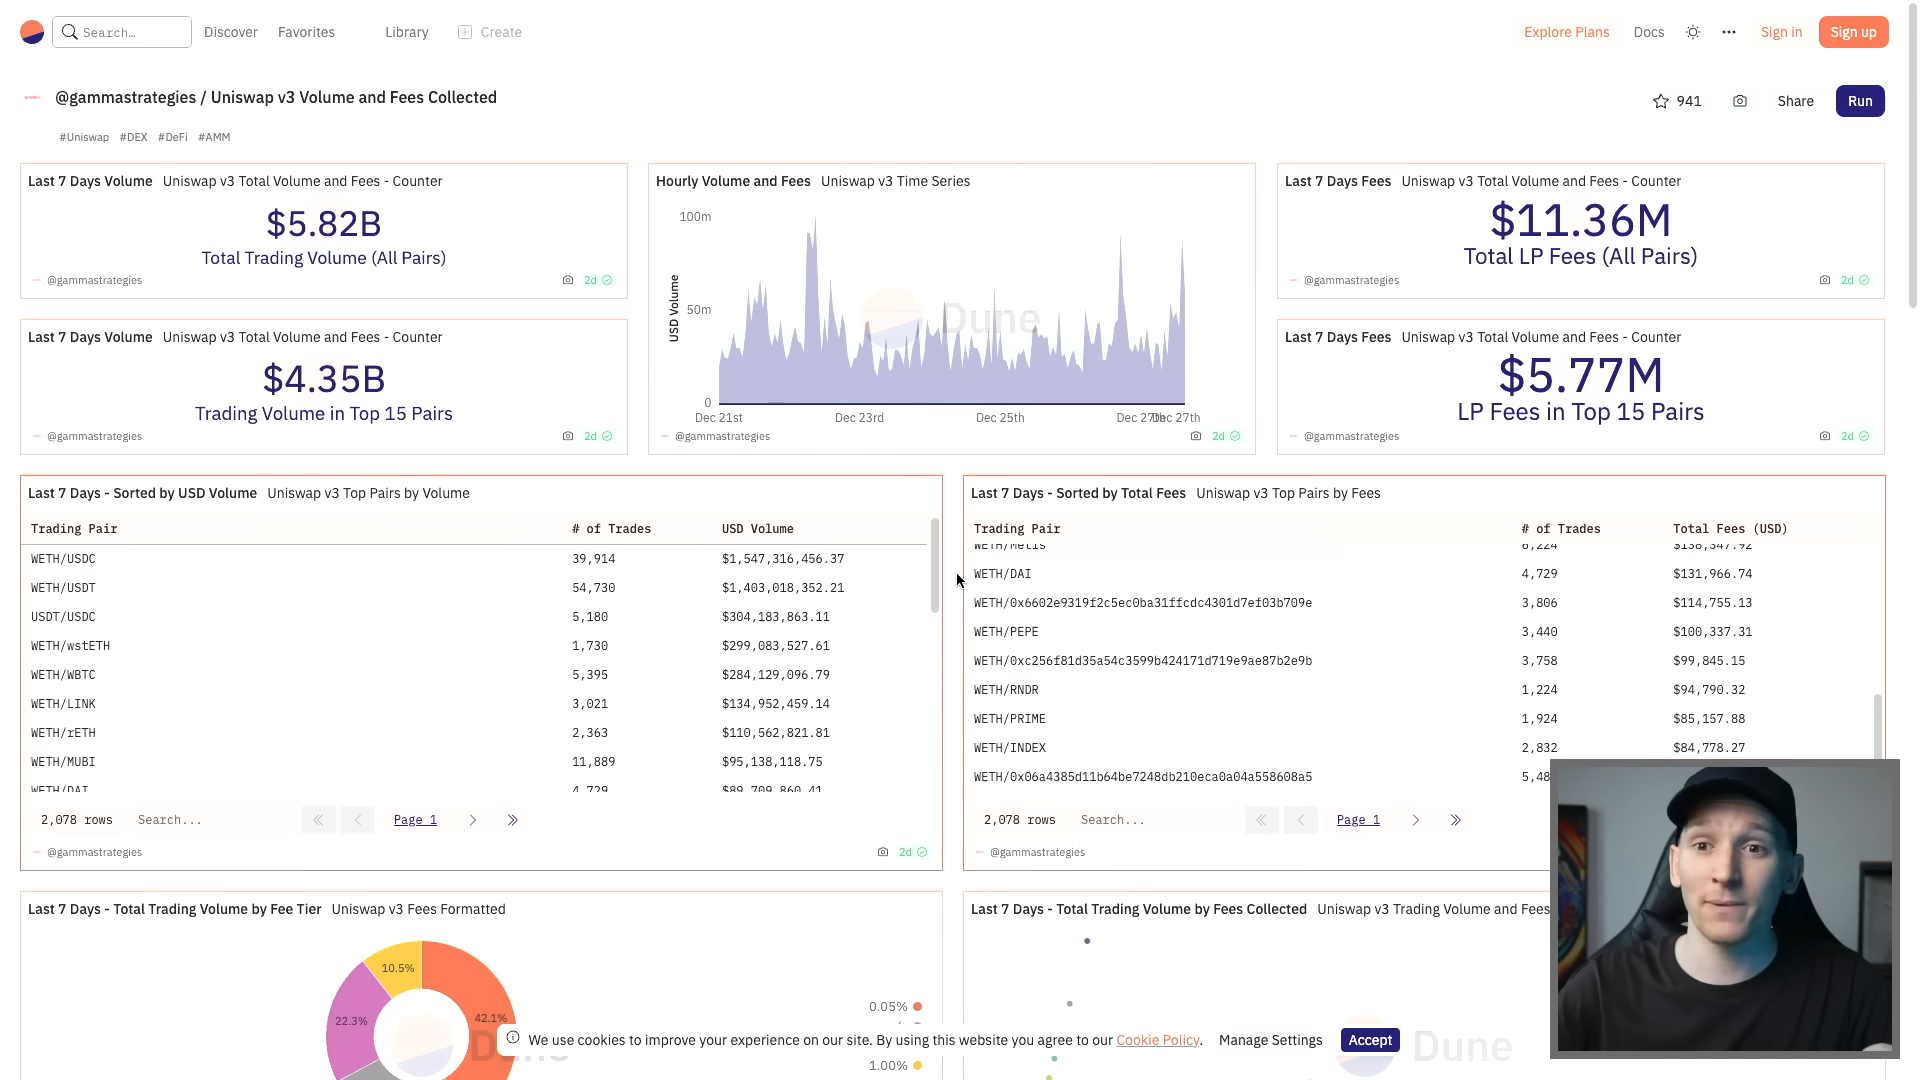 Search...
Discover
Favorites
Library
Create
Explore Plans
Docs
Sign in
Sign up
@gammastrategies / Uniswap v3 Volume and Fees Collected
941
Share
Run
#Uniswap #DEX #DeFi #AMM
Last 7 Days Volume Uniswap v3 Total Volume and Fees - Counter
$5.82B
Total Trading Volume (All Pairs)
@gammastrategies
2d
Last 7 Days Volume Uniswap v3 Total Volume and Fees - Counter
$4.35B
Trading Volume in Top 15 Pairs
@gammastrategies
2d
Hourly Volume and Fees Uniswap v3 Time Series
100m
50m
0
USD Volume
Dune
Dec 21st
Dec 23rd
Dec 25th
Dec 27th
Dec 27th
@gammastrategies
2d
Last 7 Days Fees Uniswap v3 Total Volume and Fees - Counter
$11.36M
Total LP Fees (All Pairs)
@gammastrategies
2d
Last 7 Days Fees Uniswap v3 Total Volume and Fees - Counter
$5.77M
LP Fees in Top 15 Pairs
@gammastrategies
2d
Last 7 Days - Sorted by USD Volume Uniswap v3 Top Pairs by Volume
Trading Pair # of Trades USD Volume
WETH/USDC 39,914 $1,547,316,456.37
WETH/USDT 54,730 $1,403,018,352.21
USDT/USDC 5,180 $304,183,863.11
WETH/wstETH 1,730 $299,083,527.61
WETH/WBTC 5,395 $284,129,096.79
WETH/LINK 3,021 $134,952,459.14
WETH/rETH 2,363 $110,562,821.81
WETH/MUBI 11,889 $95,138,118.75
WETH/DAI 4,729 $89,709,860.41
2,078 rows Search... Page 1
@gammastrategies
2d
Last 7 Days - Sorted by Total Fees Uniswap v3 Top Pairs by Fees
Trading Pair # of Trades Total Fees (USD)
WETH/Metis 6,224 $138,347.92
WETH/DAI 4,729 $131,966.74
WETH/0x6602e9319f2c5ec0ba31ffcdc4301d7ef03b709e 3,806 $114,755.13
WETH/PEPE 3,440 $100,337.31
WETH/0xc256f81d35a54c3599b424171d719e9ae87b2e9b 3,758 $99,845.15
WETH/RNDR 1,224 $94,790.32
WETH/PRIME 1,924 $85,157.88
WETH/INDEX 2,832 $84,778.27
WETH/0x06a4385d11b64be7248db210eca0a04a558608a5 5,48
2,078 rows Search... Page 1
@gammastrategies
Last 7 Days - Total Trading Volume by Fee Tier Uniswap v3 Fees Formatted
10.5%
22.3%
42.1%
0.05%
1.00%
Last 7 Days - Total Trading Volume by Fees Collected Uniswap v3 Trading Volume and Fees
Dune
We use cookies to improve your experience on our site. By using this website you agree to our Cookie Policy. Manage Settings Accept